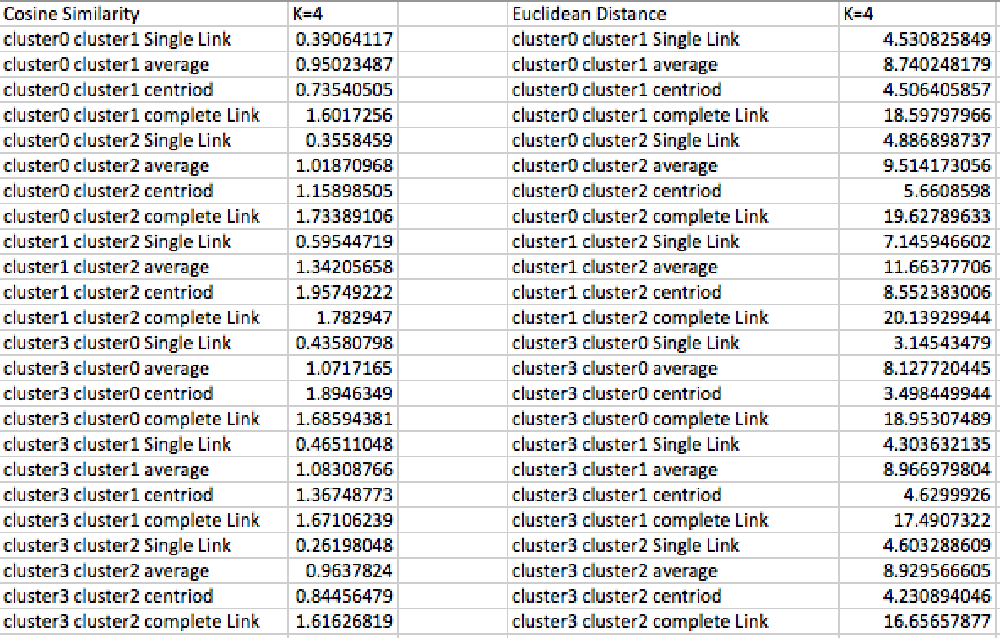 Cosine Similarity K=4 Euclidean Distance K=4
cluster0 cluster1 Single Link 0.39064117 cluster0 cluster1 Single Link 4.530825849
cluster0 cluster1 average 0.95023487 cluster0 cluster1 average 8.740248179
cluster0 cluster1 centriod 0.73540505 cluster0 cluster1 centriod 4.506405857
cluster0 cluster1 complete Link 1.6017256 cluster0 cluster1 complete Link 18.59797966
cluster0 cluster2 Single Link 0.3558459 cluster0 cluster2 Single Link 4.886898737
cluster0 cluster2 average 1.01870968 cluster0 cluster2 average 9.514173056
cluster0 cluster2 centriod 1.15898505 cluster0 cluster2 centriod 5.6608598
cluster0 cluster2 complete Link 1.73389106 cluster0 cluster2 complete Link 19.62789633
cluster1 cluster2 Single Link 0.59544719 cluster1 cluster2 Single Link 7.145946602
cluster1 cluster2 average 1.34205658 cluster1 cluster2 average 11.66377706
cluster1 cluster2 centriod 1.95749222 cluster1 cluster2 centriod 8.552383006
cluster1 cluster2 complete Link 1.782947 cluster1 cluster2 complete Link 20.13929944
cluster3 cluster0 Single Link 0.43580798 cluster3 cluster0 Single Link 3.14543479
cluster3 cluster0 average 1.0717165 cluster3 cluster0 average 8.127720445
cluster3 cluster0 centriod 1.8946349 cluster3 cluster0 centriod 3.498449944
cluster3 cluster0 complete Link 1.68594381 cluster3 cluster0 complete Link 18.95307489
cluster3 cluster1 Single Link 0.46511048 cluster3 cluster1 Single Link 4.303632135
cluster3 cluster1 average 1.08308766 cluster3 cluster1 average 8.966979804
cluster3 cluster1 centriod 1.36748773 cluster3 cluster1 centriod 4.6299926
cluster3 cluster1 complete Link 1.67106239 cluster3 cluster1 complete Link 17.4907322
cluster3 cluster2 Single Link 0.26198048 cluster3 cluster2 Single Link 4.603288609
cluster3 cluster2 average 0.9637824 cluster3 cluster2 average 8.929566605
cluster3 cluster2 centriod 0.84456479 cluster3 cluster2 centriod 4.230894046
cluster3 cluster2 complete Link 1.61626819 cluster3 cluster2 complete Link 16.65657877